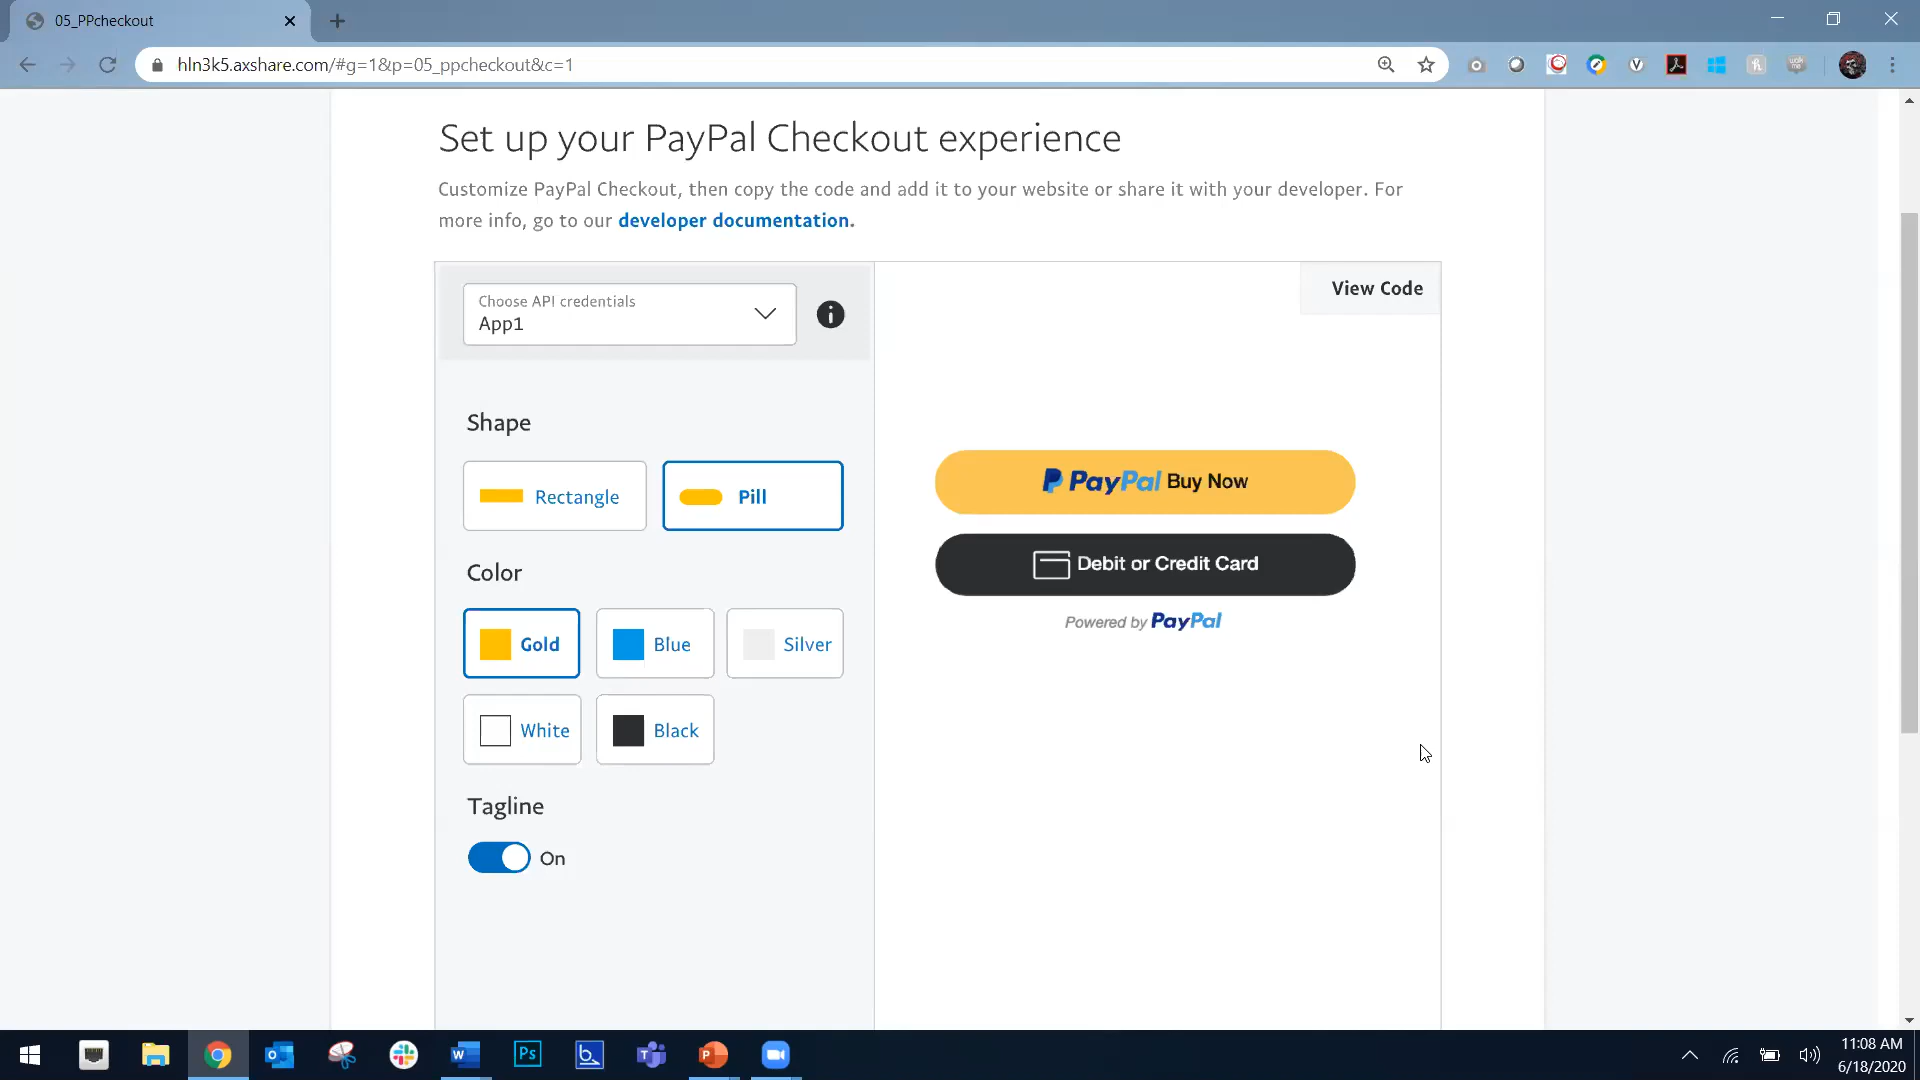 05_PPcheckout
hln3k5.axshare.com/#g=1&p=05_ppcheckout&c=1
Set up your PayPal Checkout experience
Customize PayPal Checkout, then copy the code and add it to your website or share it with your developer. For
more info, go to our developer documentation.
Choose API credentials
App1
View Code
Shape
Rectangle
Pill
PayPal Buy Now
Debit or Credit Card
Powered by PayPal
Color
Gold
Blue
Silver
White
Black
Tagline
On
11:08 AM
6/18/2020